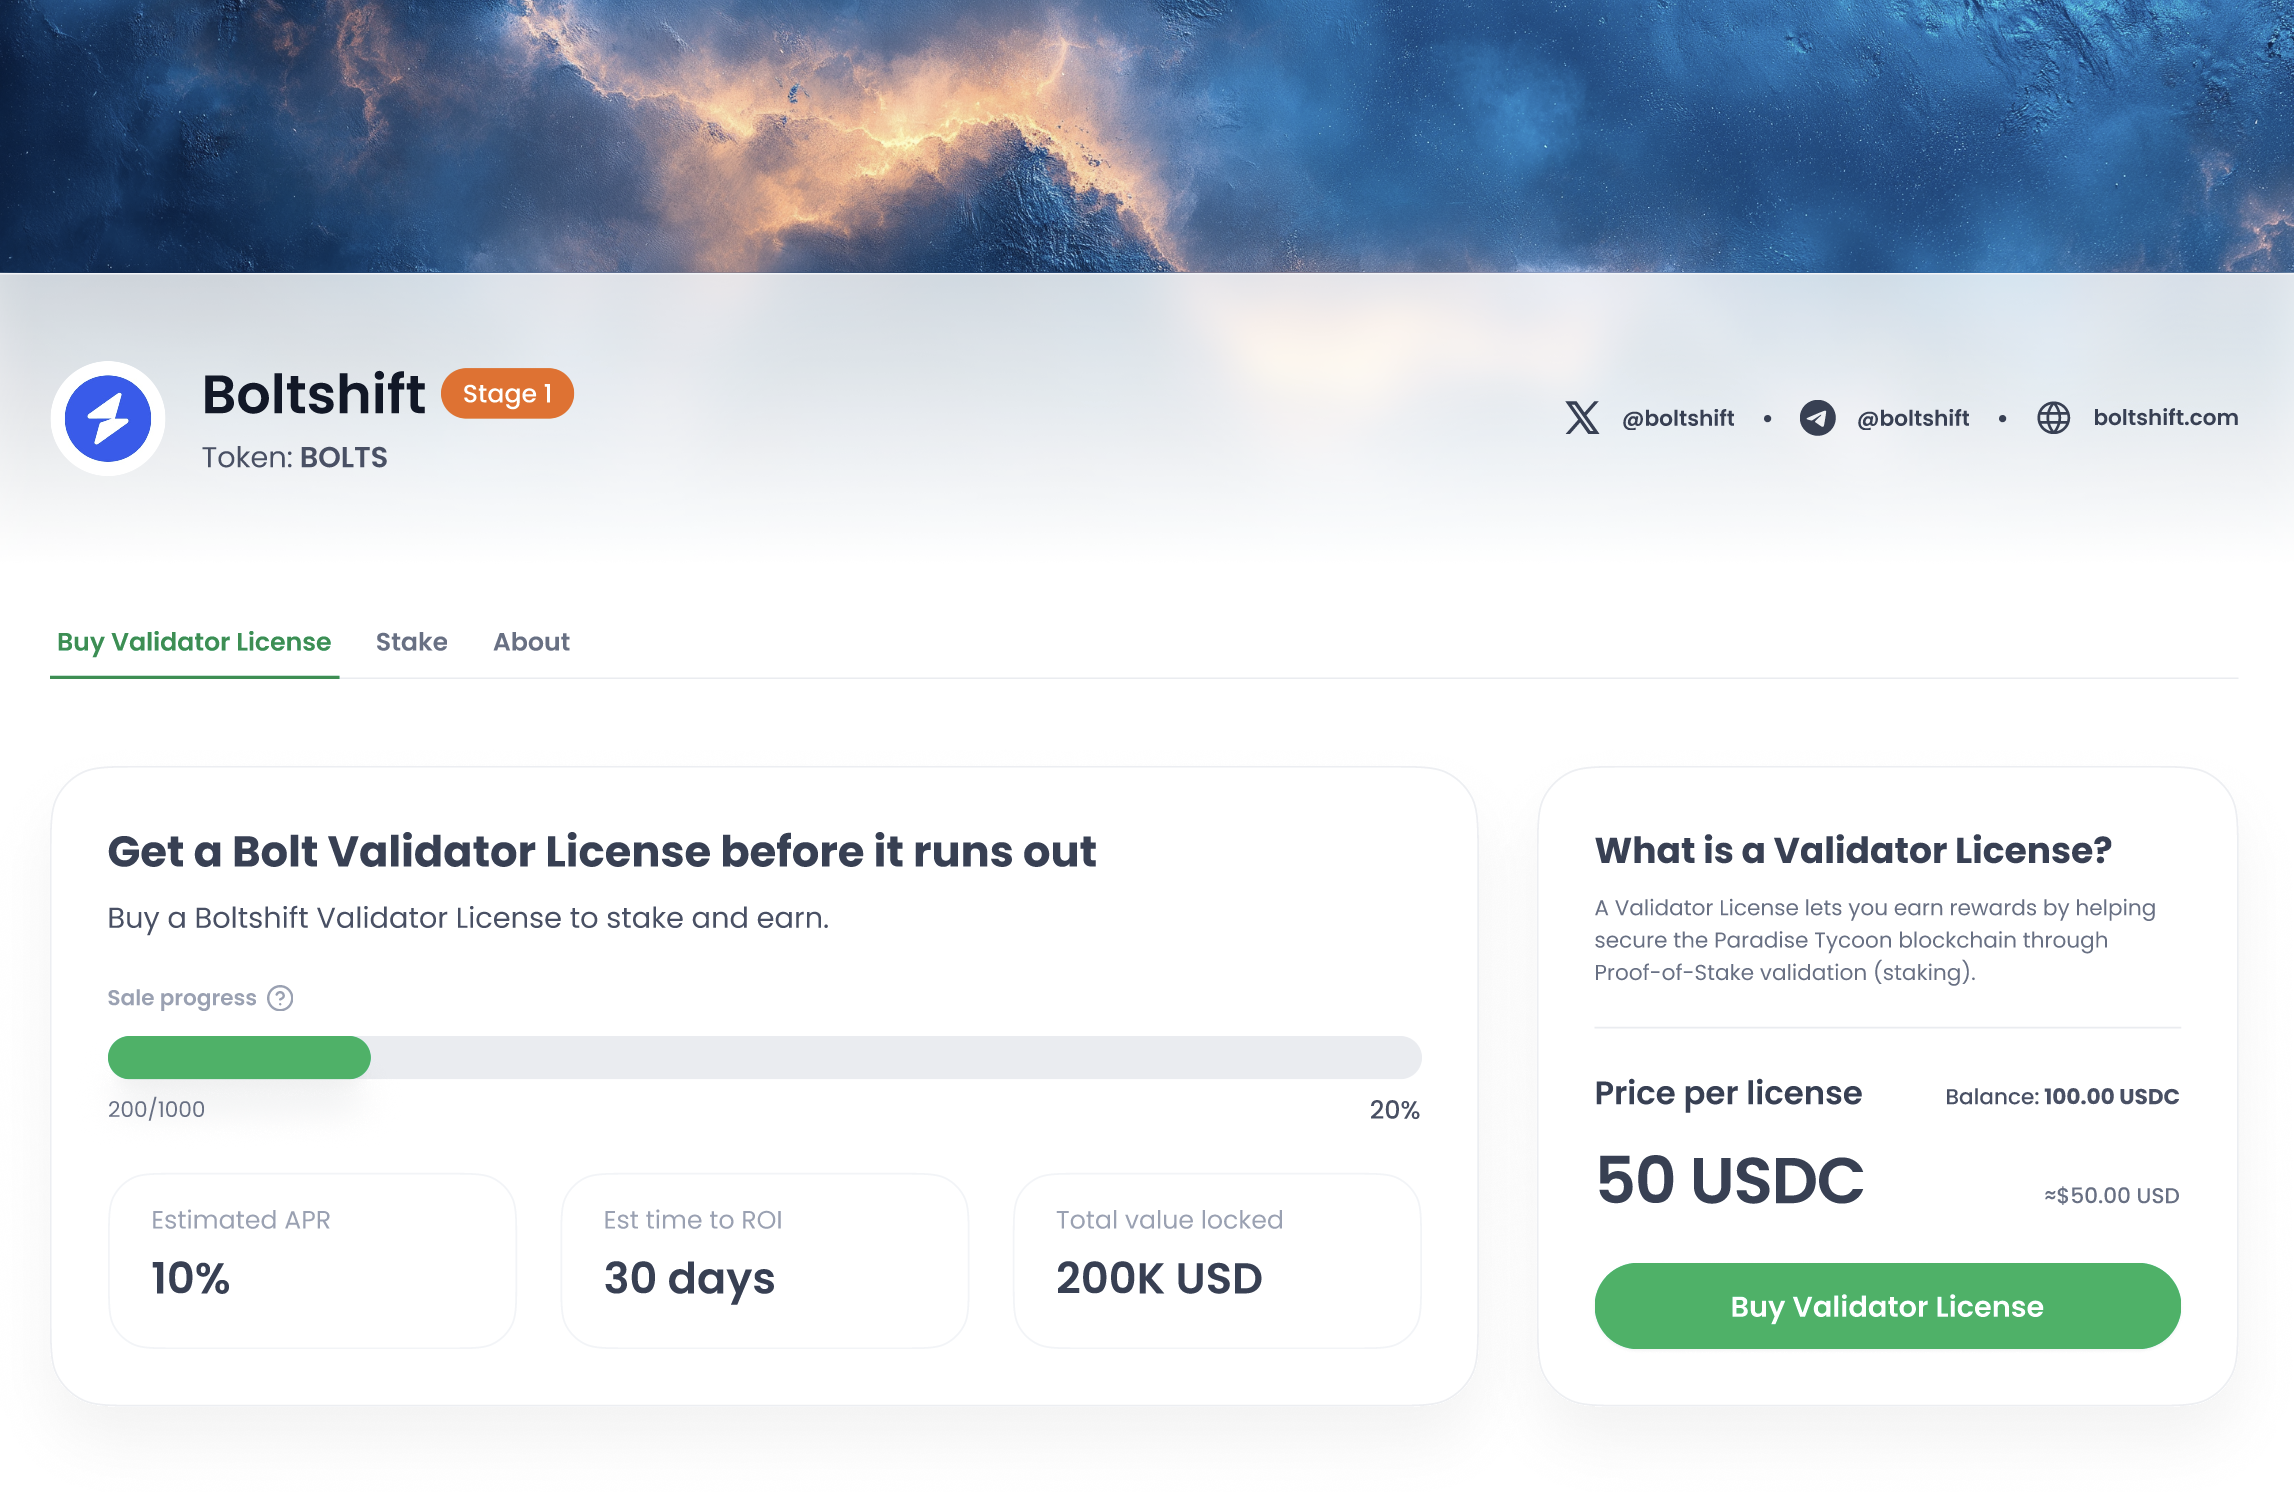 Boltshift
Stage 1
Token: BOLTS
@boltshift • @boltshift • boltshift.com
Buy Validator License
Stake
About
Get a Bolt Validator License before it runs out
Buy a Boltshift Validator License to stake and earn.
Sale progress ?
200/1000
20%
Estimated APR
10%
Est time to ROI
30 days
Total value locked
200K USD
What is a Validator License?
A Validator License lets you earn rewards by helping
secure the Paradise Tycoon blockchain through
Proof-of-Stake validation (staking).
Price per license
Balance: 100.00 USDC
50 USDC
≈$50.00 USD
Buy Validator License